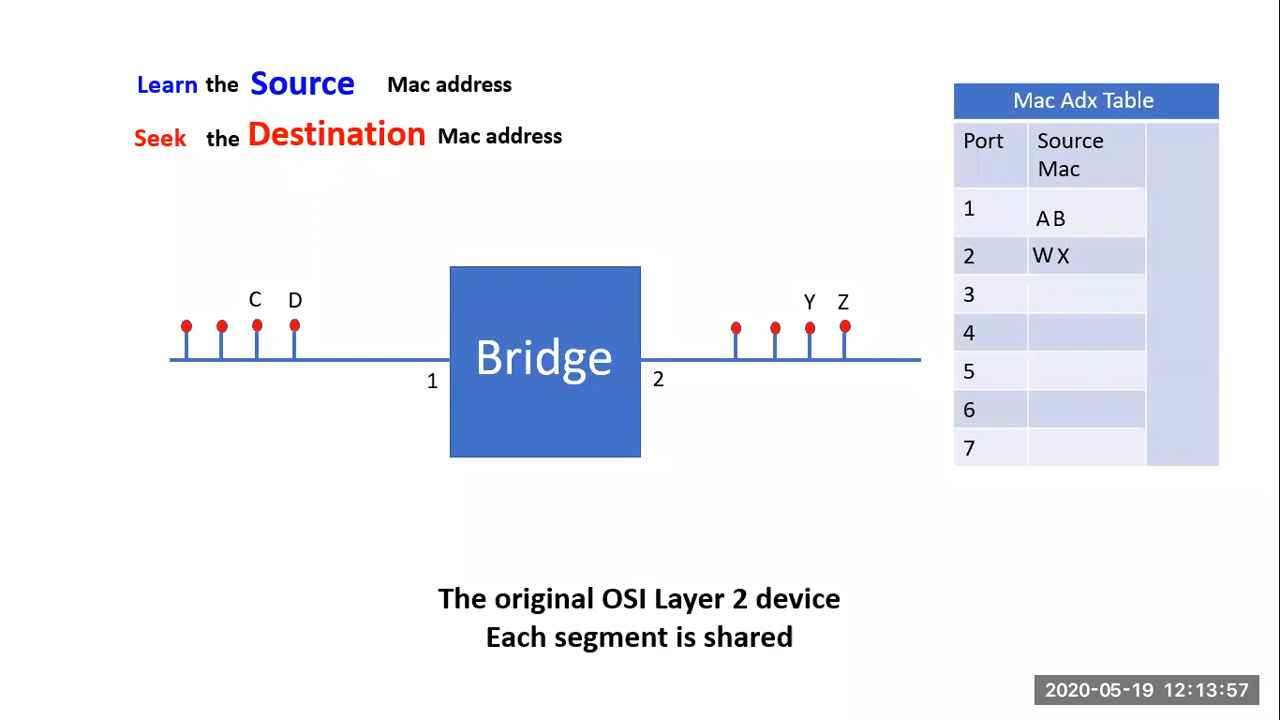 Learn the Source Mac address
Seek the Destination Mac address
Mac Adx Table
Port Source Mac
1 A B
2 W X
3
4
5
6
7
C D
Y Z
Bridge
1
2
The original OSI Layer 2 device
Each segment is shared
2020-05-19 12:13:57